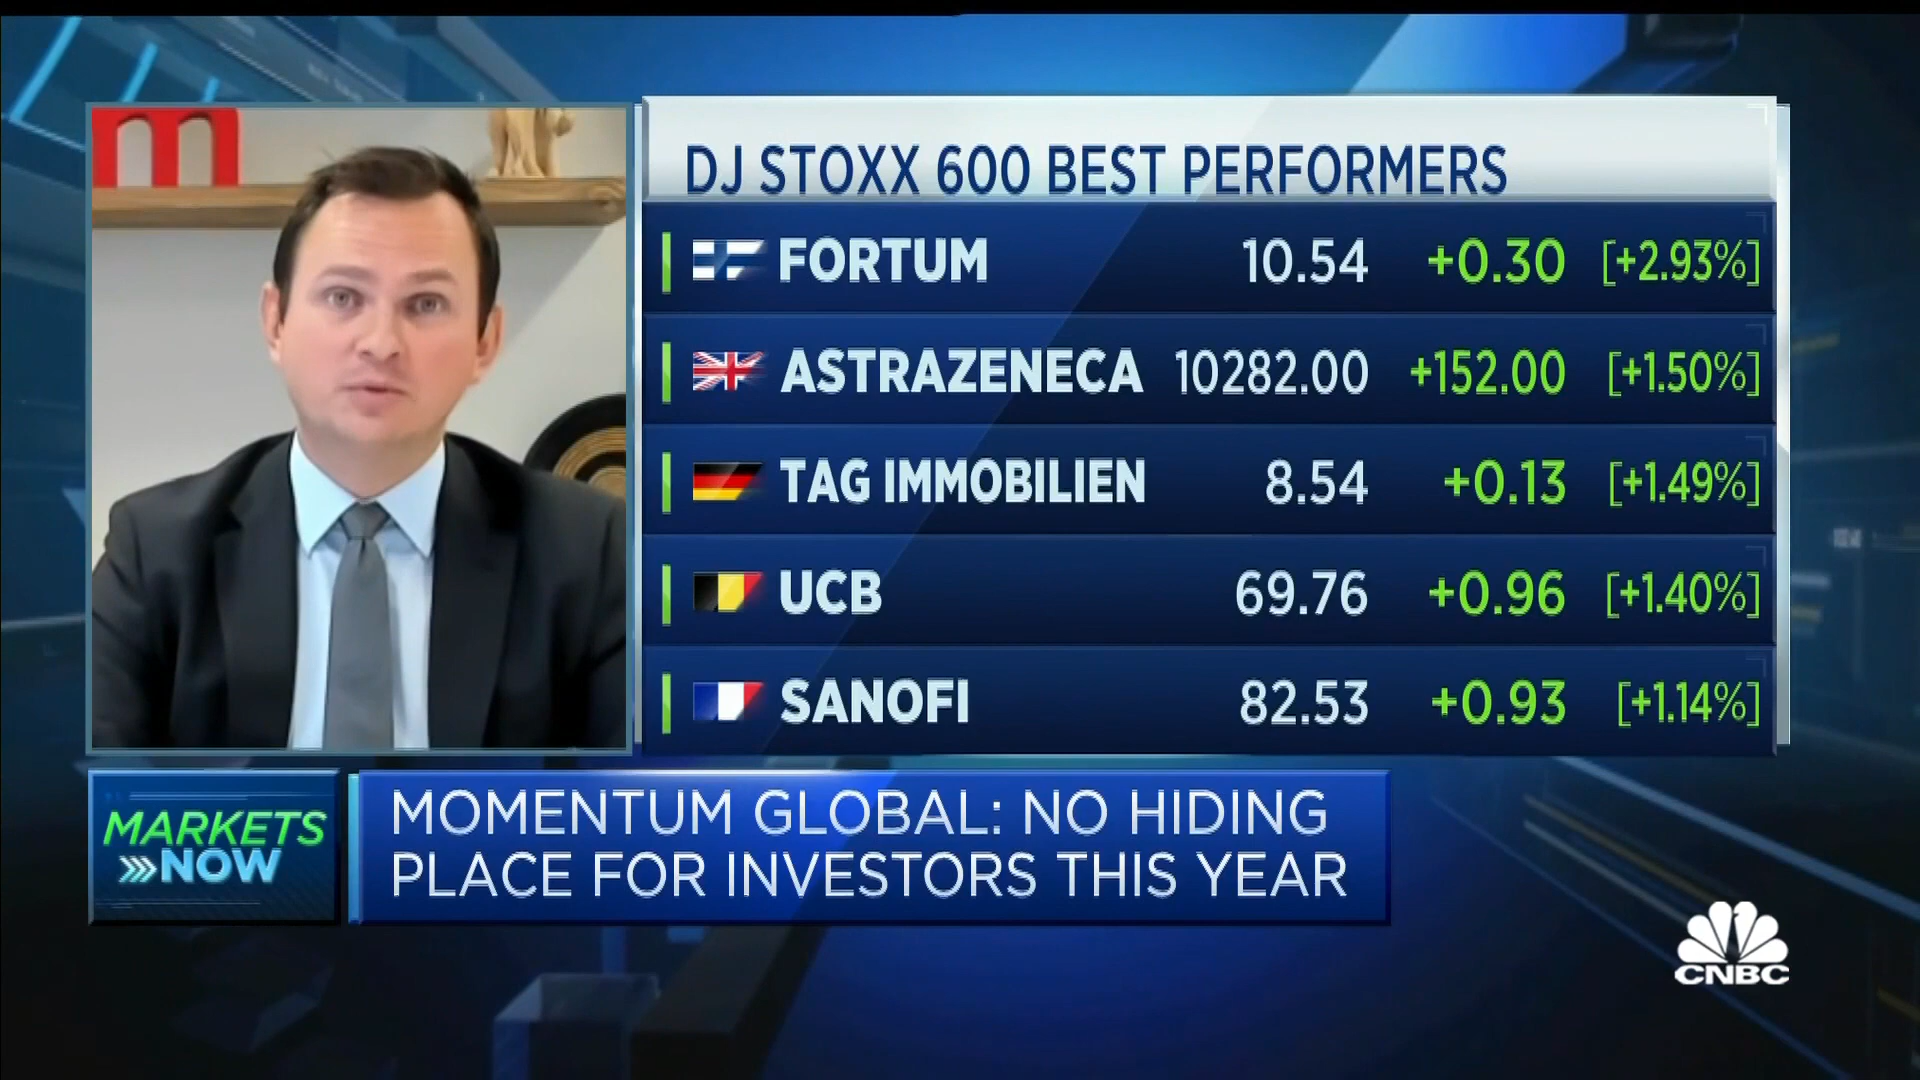 m
DJ STOXX 600 BEST PERFORMERS
FORTUM 10.54 +0.30 [+2.93%]
ASTRAZENECA 10282.00 +152.00 [+1.50%]
TAG IMMOBILIEN 8.54 +0.13 [+1.49%]
UCB 69.76 +0.96 [+1.40%]
SANOFI 82.53 +0.93 [+1.14%]
MARKETS
NOW
MOMENTUM GLOBAL: NO HIDING
PLACE FOR INVESTORS THIS YEAR
CNBC